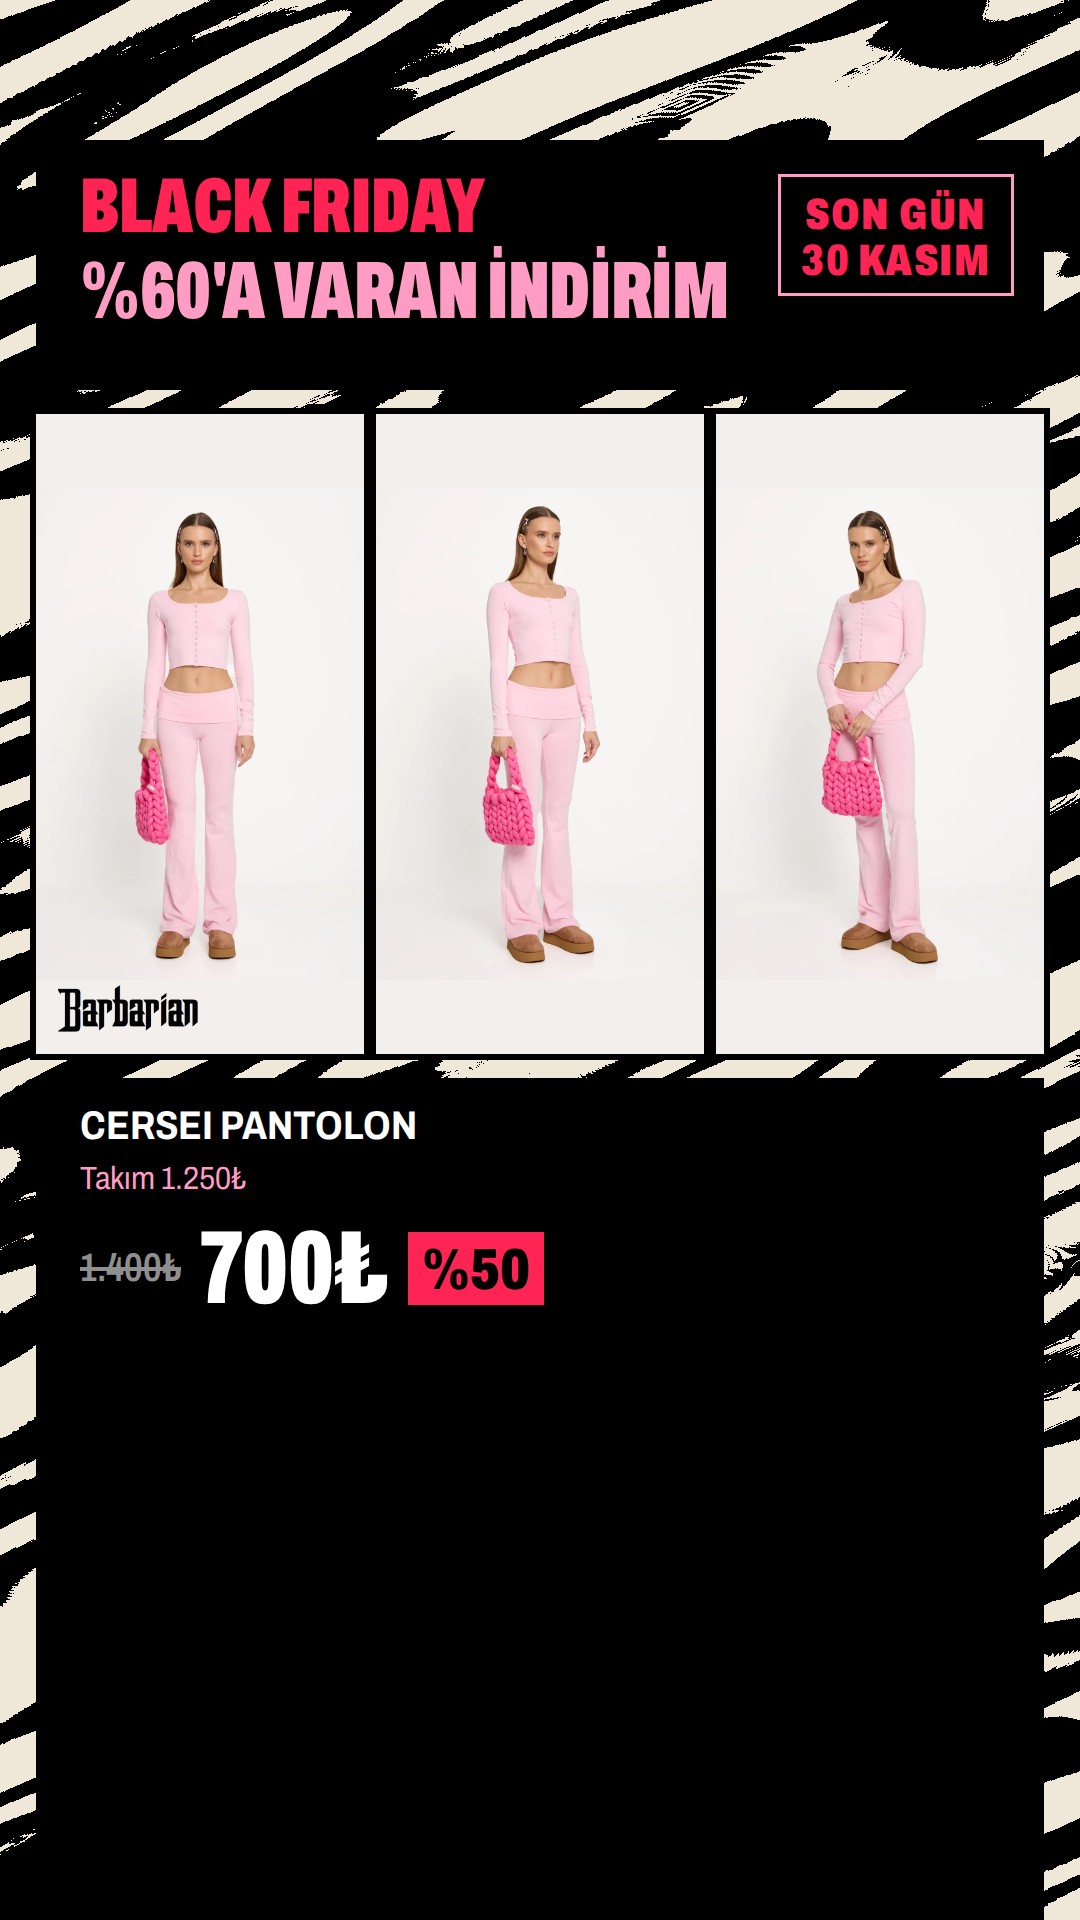 BLACK FRIDAY
%60'A VARAN İNDİRİM
SON GÜN
30 KASIM
Barbarian
CERSEI PANTOLON
Takım 1.250₺
1.400₺ 700₺ %50